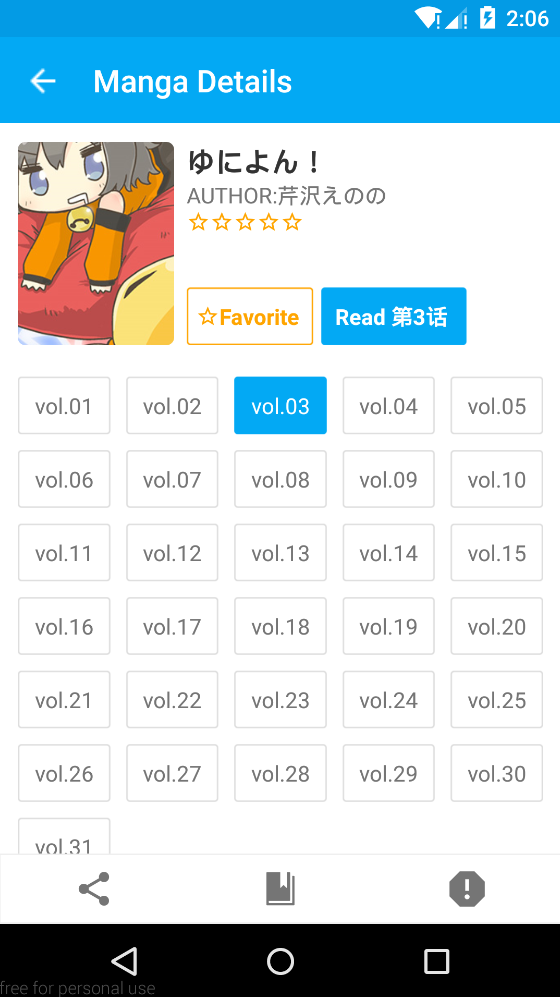 2:06
Manga Details
ゆによん！
AUTHOR:芹沢えのの
☆☆☆☆☆
☆Favorite
Read 第3话
vol.01 vol.02 vol.03 vol.04 vol.05
vol.06 vol.07 vol.08 vol.09 vol.10
vol.11 vol.12 vol.13 vol.14 vol.15
vol.16 vol.17 vol.18 vol.19 vol.20
vol.21 vol.22 vol.23 vol.24 vol.25
vol.26 vol.27 vol.28 vol.29 vol.30
vol.31
free for personal use